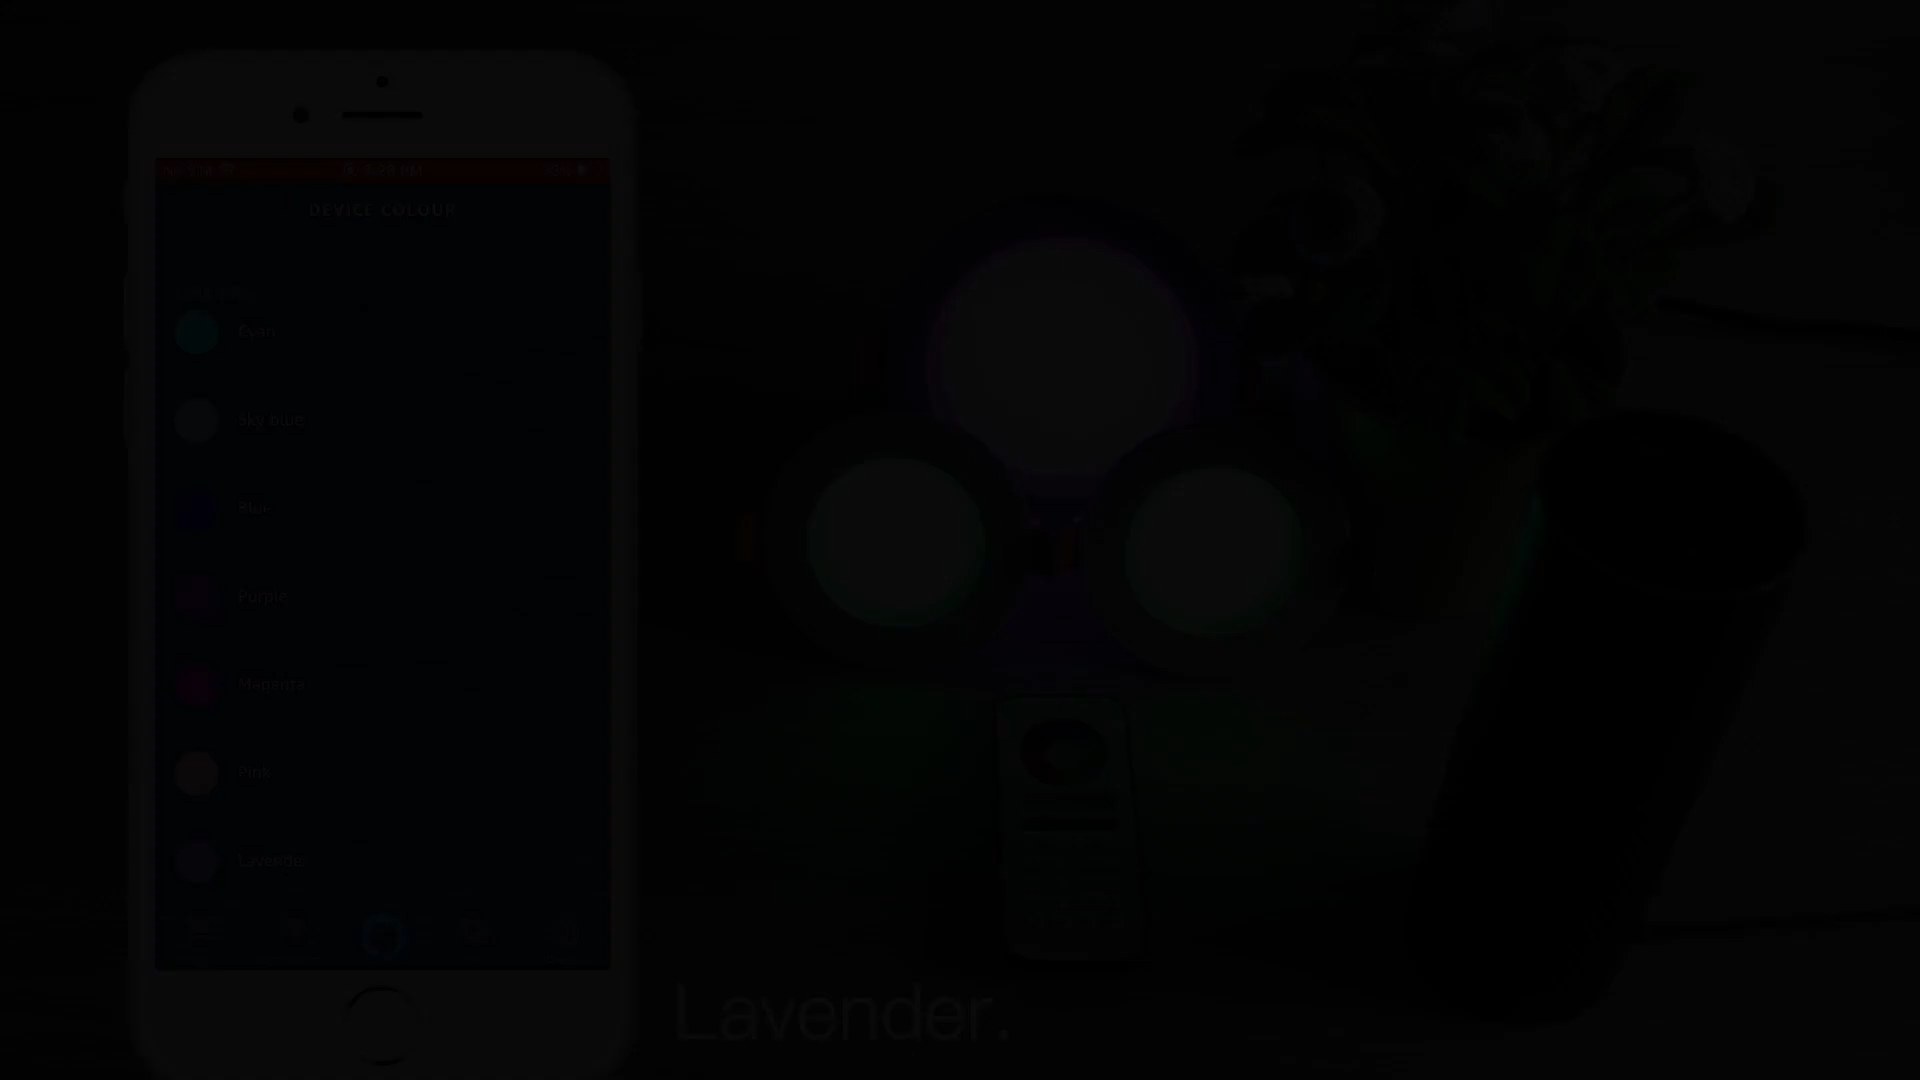 DEVICE COLOUR
Cyan
Sky blue
Blue
Purple
Magenta
Pink
Lavender
Lavender.